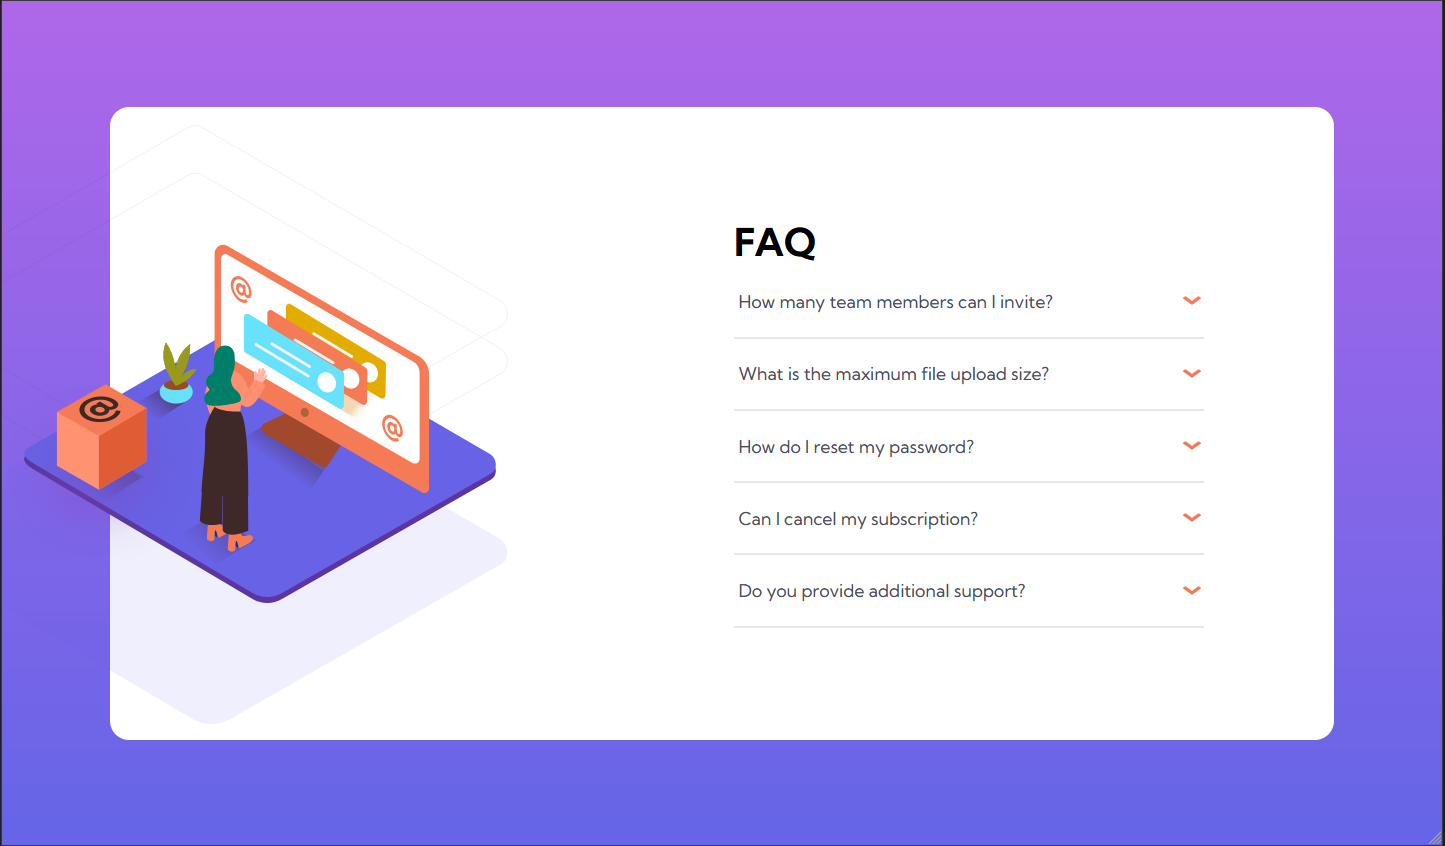 FAQ
How many team members can I invite?
What is the maximum file upload size?
How do I reset my password?
Can I cancel my subscription?
Do you provide additional support?
@
@
@